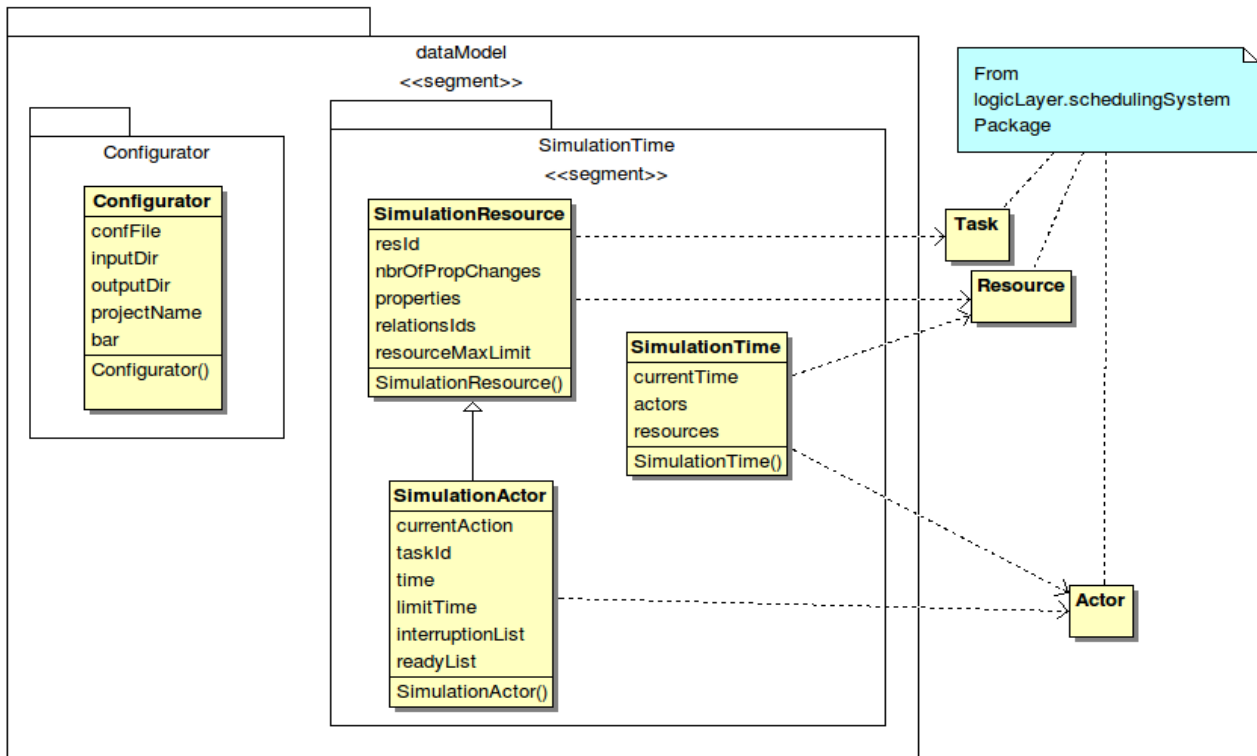 dataModel
<<segment>>
Configurator
Configurator
confFile
inputDir
outputDir
projectName
bar
Configurator()
SimulationTime
<<segment>>
SimulationResource
resId
nbrOfPropChanges
properties
relationsIds
resourceMaxLimit
SimulationResource()
SimulationTime
currentTime
actors
resources
SimulationTime()
SimulationActor
currentAction
taskId
time
limitTime
interruptionList
readyList
SimulationActor()
From
logicLayer.schedulingSystem
Package
Task
Resource
Actor